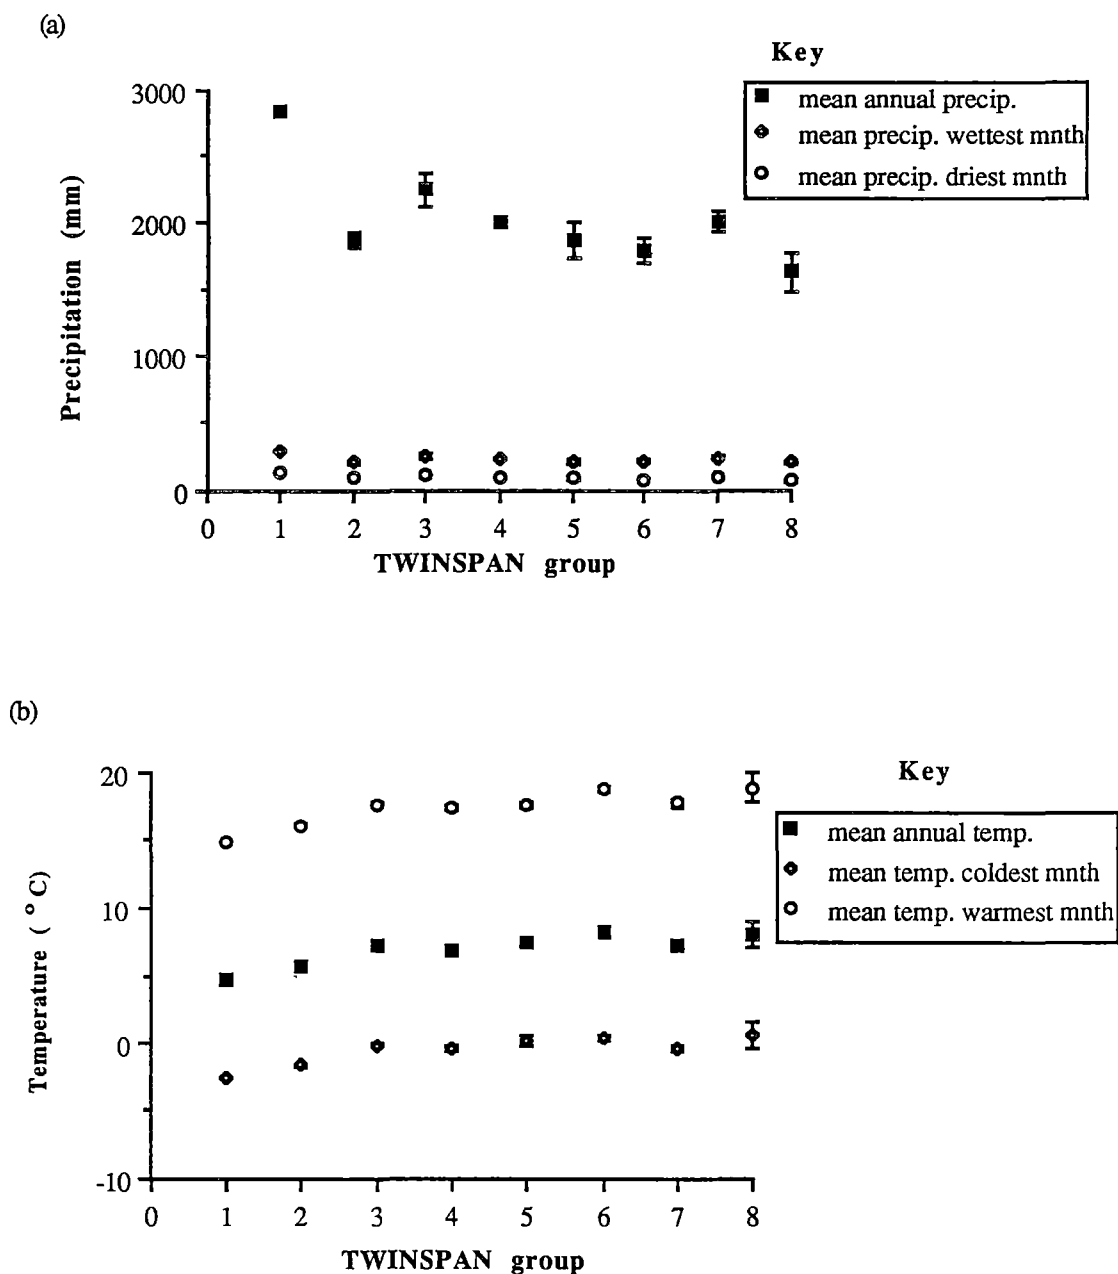 (a)
Key
mean annual precip.
mean precip. wettest mnth
mean precip. driest mnth
3000
2000
1000
0
Precipitation (mm)
0 1 2 3 4 5 6 7 8
TWINSPAN group
(b)
Key
mean annual temp.
mean temp. coldest mnth
mean temp. warmest mnth
20
10
0
-10
Temperature ( °C)
0 1 2 3 4 5 6 7 8
TWINSPAN group